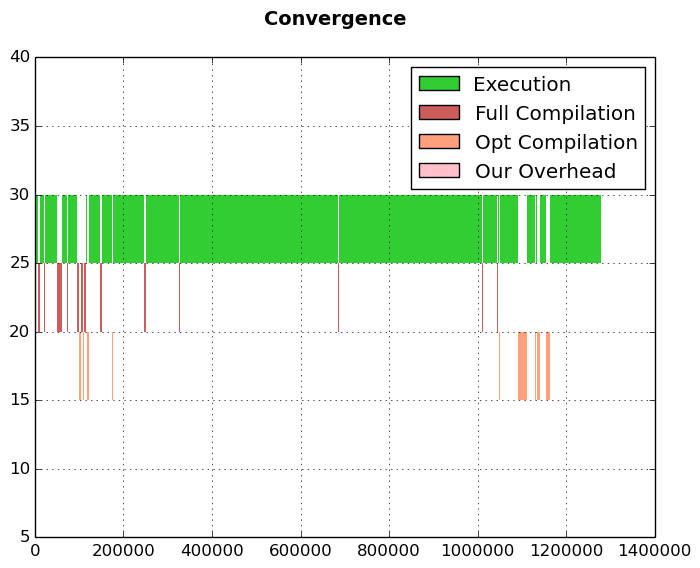 Convergence
40
35
30
25
20
15
10
5
Execution
Full Compilation
Opt Compilation
Our Overhead
0 200000 400000 600000 800000 1000000 1200000 1400000